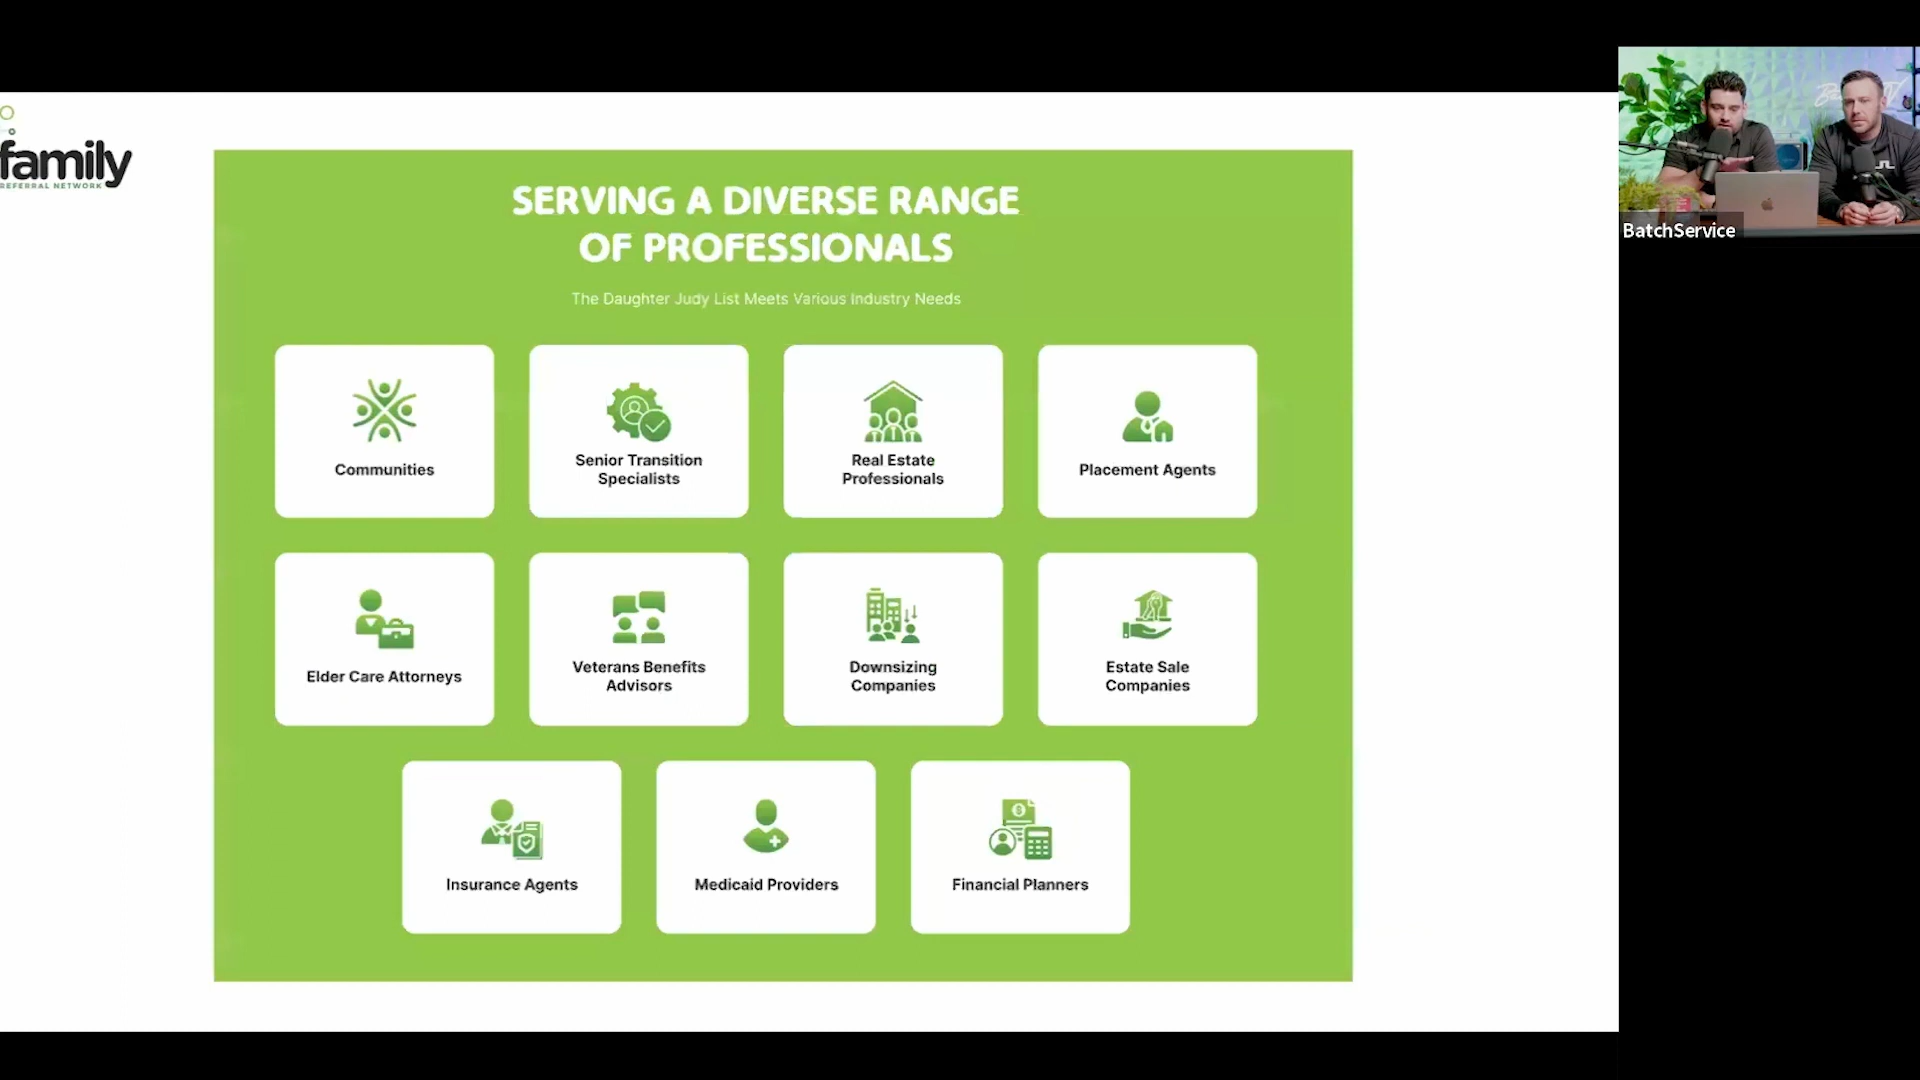 family
REFERRAL NETWORK
SERVING A DIVERSE RANGE
OF PROFESSIONALS
The Daughter Judy List Meets Various Industry Needs
Communities
Senior Transition
Specialists
Real Estate
Professionals
Placement Agents
Elder Care Attorneys
Veterans Benefits
Advisors
Downsizing
Companies
Estate Sale
Companies
Insurance Agents
Medicaid Providers
Financial Planners
BatchService